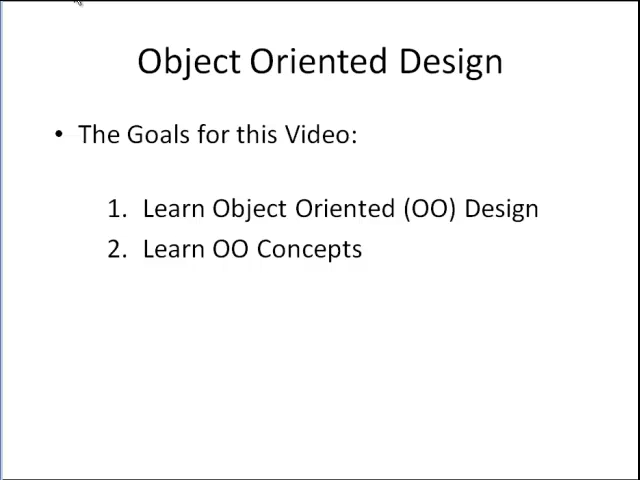 Object Oriented Design
• The Goals for this Video:
1. Learn Object Oriented (OO) Design
2. Learn OO Concepts